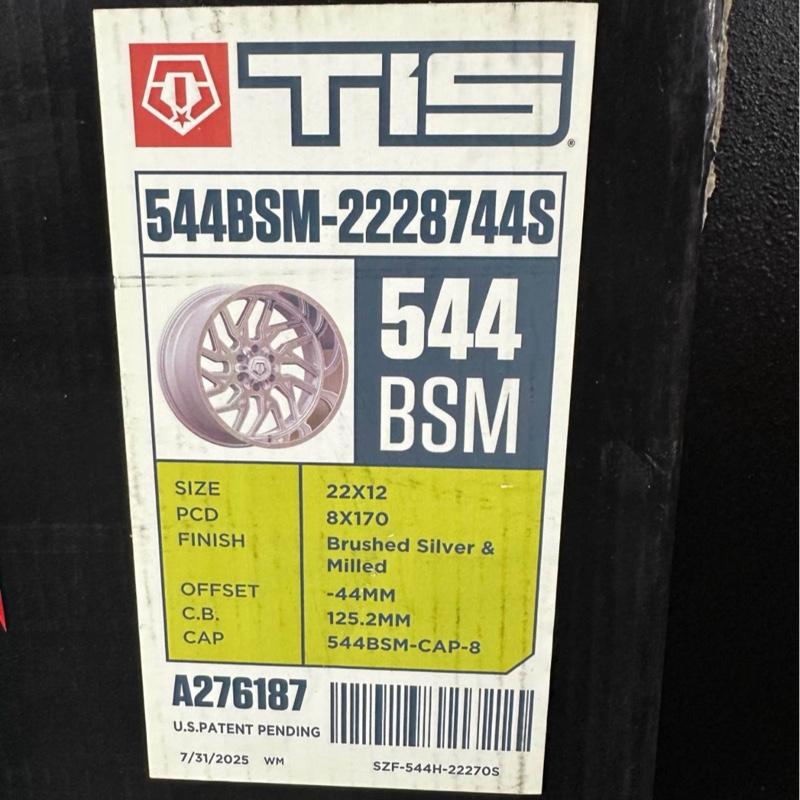 TIS®
544BSM-2228744S
544
BSM
SIZE 22X12
PCD 8X170
FINISH Brushed Silver &
Milled
OFFSET -44MM
C.B. 125.2MM
CAP 544BSM-CAP-8
A276187
U.S.PATENT PENDING
7/31/2025 WM
SZF-544H-22270S